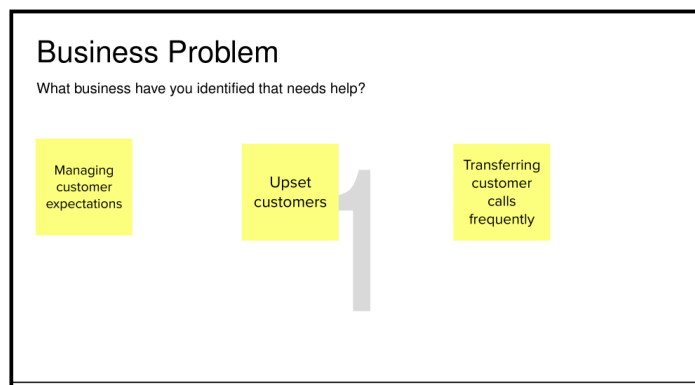 Business Problem
What business have you identified that needs help?
Managing
customer
expectations
Upset
customers
Transferring
customer
calls
frequently
1